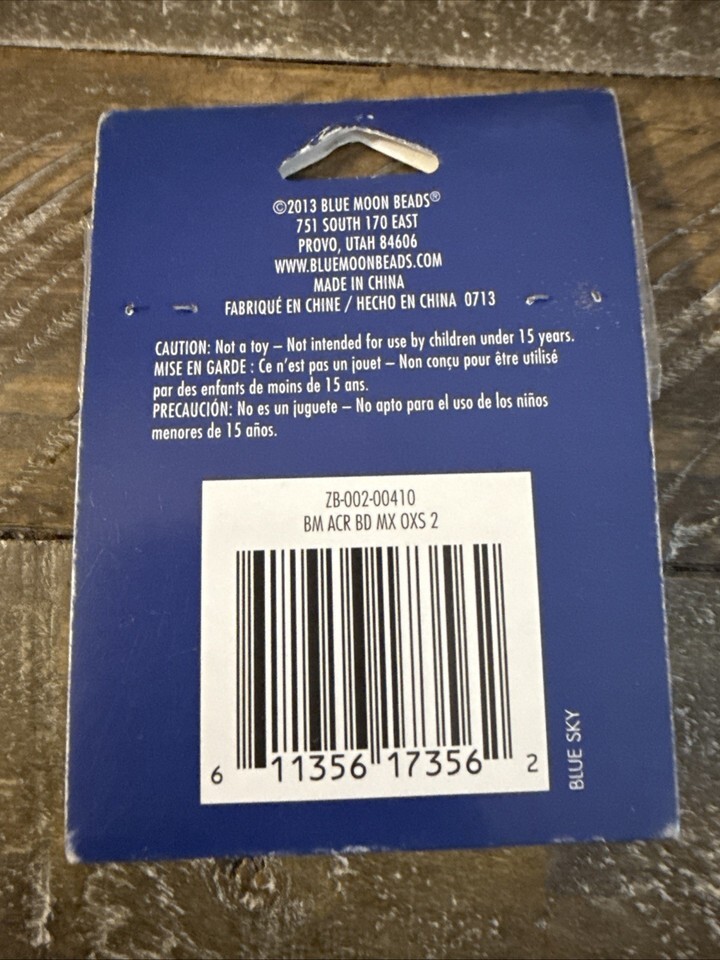 ©2013 BLUE MOON BEADS®
751 SOUTH 170 EAST
PROVO, UTAH 84606
WWW.BLUEMOONBEADS.COM
MADE IN CHINA
FABRIQUÉ EN CHINE / HECHO EN CHINA 0713
CAUTION: Not a toy – Not intended for use by children under 15 years.
MISE EN GARDE : Ce n'est pas un jouet – Non conçu pour être utilisé
par des enfants de moins de 15 ans.
PRECAUCIÓN: No es un juguete – No apto para el uso de los niños
menores de 15 años.
ZB-002-00410
BM ACR BD MX OXS 2
6 11356 17356 2
BLUE SKY